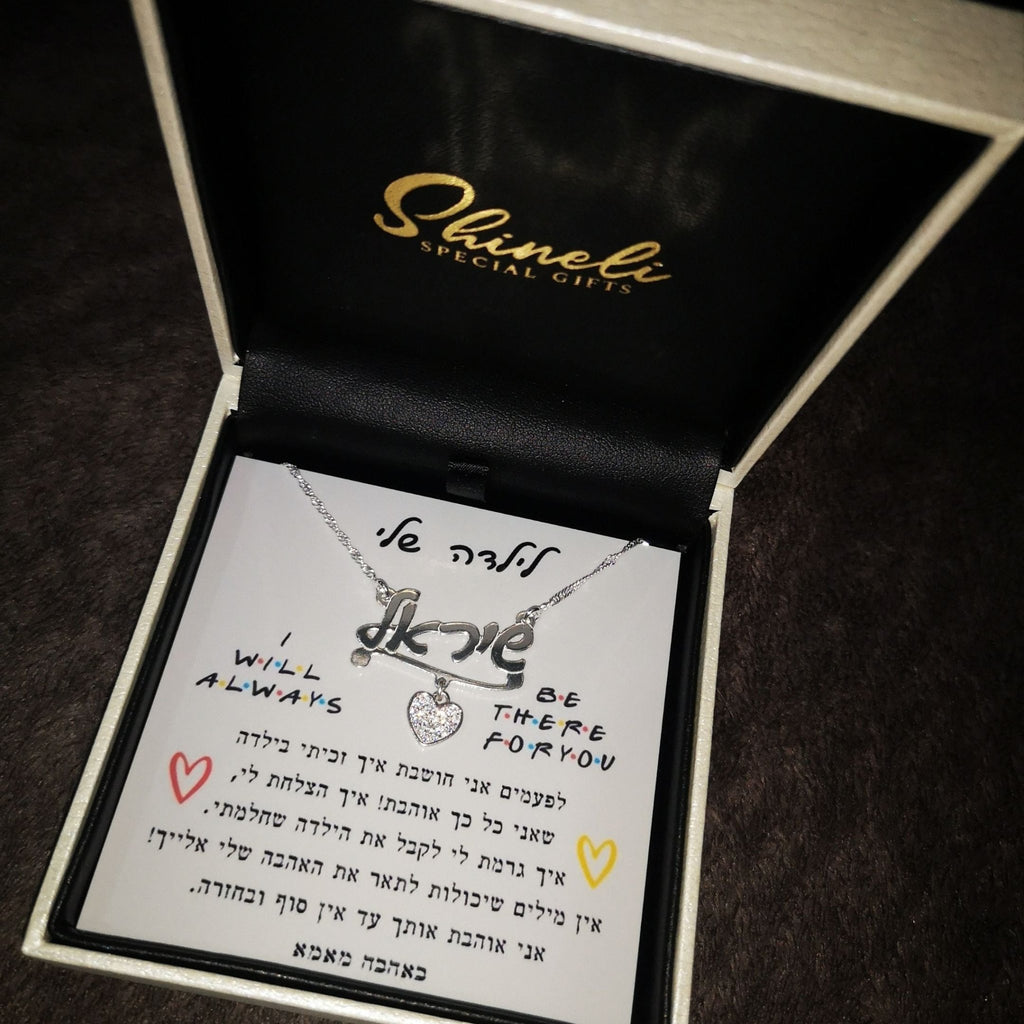 Shineli
SPECIAL GIFTS
לילדה שלי
שיראל
I
WILL
ALWAYS
BE
THERE
FOR YOU
לפעמים אני חושבת איך זכיתי בילדה
שאני כל כך אוהבת! איך הצלחת לי,
איך גרמת לי לקבל את הילדה שחלמתי.
אין מילים שיכולות לתאר את האהבה שלי אלייך!
אני אוהבת אותך עד אין סוף ובחזרה.
באהבה מאמא